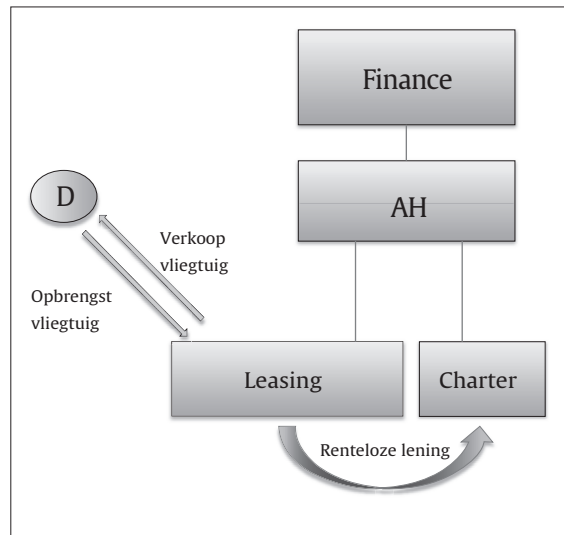 Finance
AH
D
Verkoop
vliegtuig
Opbrengst
vliegtuig
Leasing
Charter
Renteloze lening